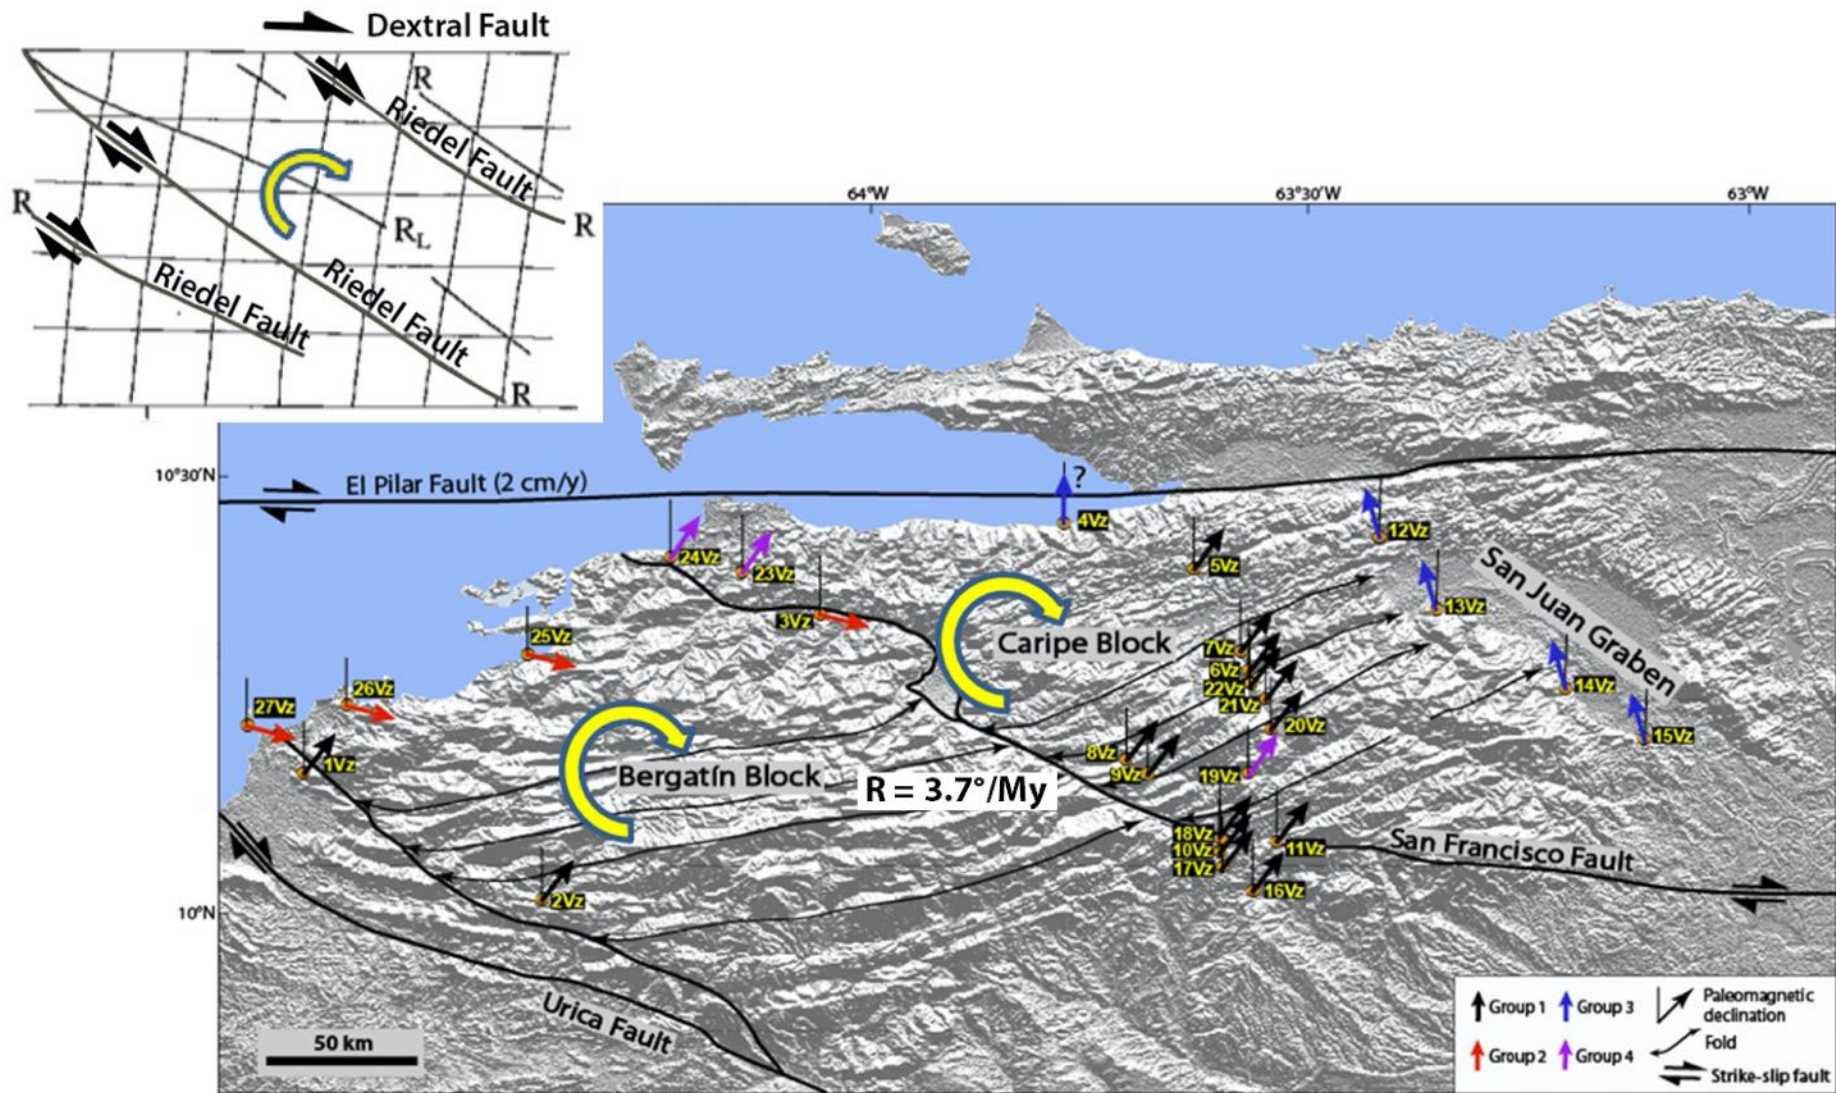 Dextral Fault
R
Riedel Fault
R
R
R_L
Riedel Fault
Riedel Fault
R
64°W
63°30'W
63°W
10°30'N
El Pilar Fault (2 cm/y)
?
4Vz
12Vz
24Vz
23Vz
5Vz
San Juan Graben
13Vz
3Vz
25Vz
Caripe Block
7Vz
6Vz
22Vz
21Vz
14Vz
26Vz
27Vz
20Vz
15Vz
1Vz
8Vz
9Vz
19Vz
Bergatín Block
R = 3.7°/My
18Vz
10Vz
17Vz
11Vz
San Francisco Fault
16Vz
2Vz
10°N
Urica Fault
50 km
Group 1
Group 3
Paleomagnetic
declination
Fold
Group 2
Group 4
Strike-slip fault